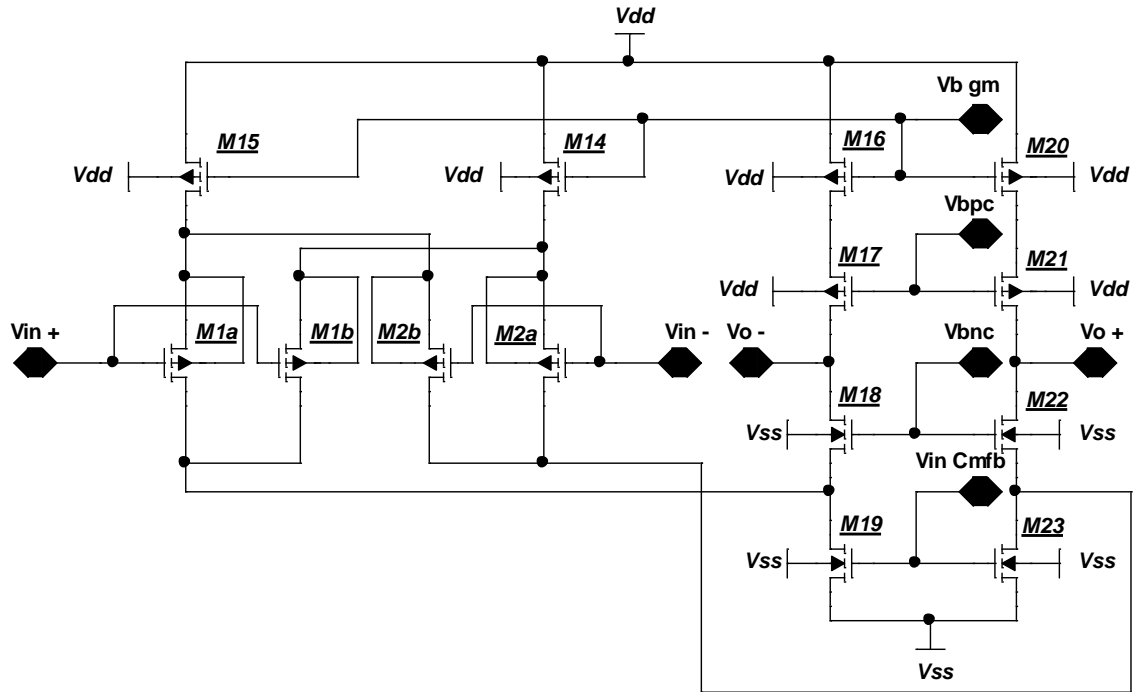 Vdd
Vb gm
M15
M14
M16
M20
Vdd
Vdd
Vdd
Vdd
Vbpc
M17
M21
Vdd
Vdd
Vin +
M1a
M1b
M2b
M2a
Vin -
Vo -
Vbnc
Vo +
M18
M22
Vss
Vss
Vin Cmfb
M19
M23
Vss
Vss
Vss